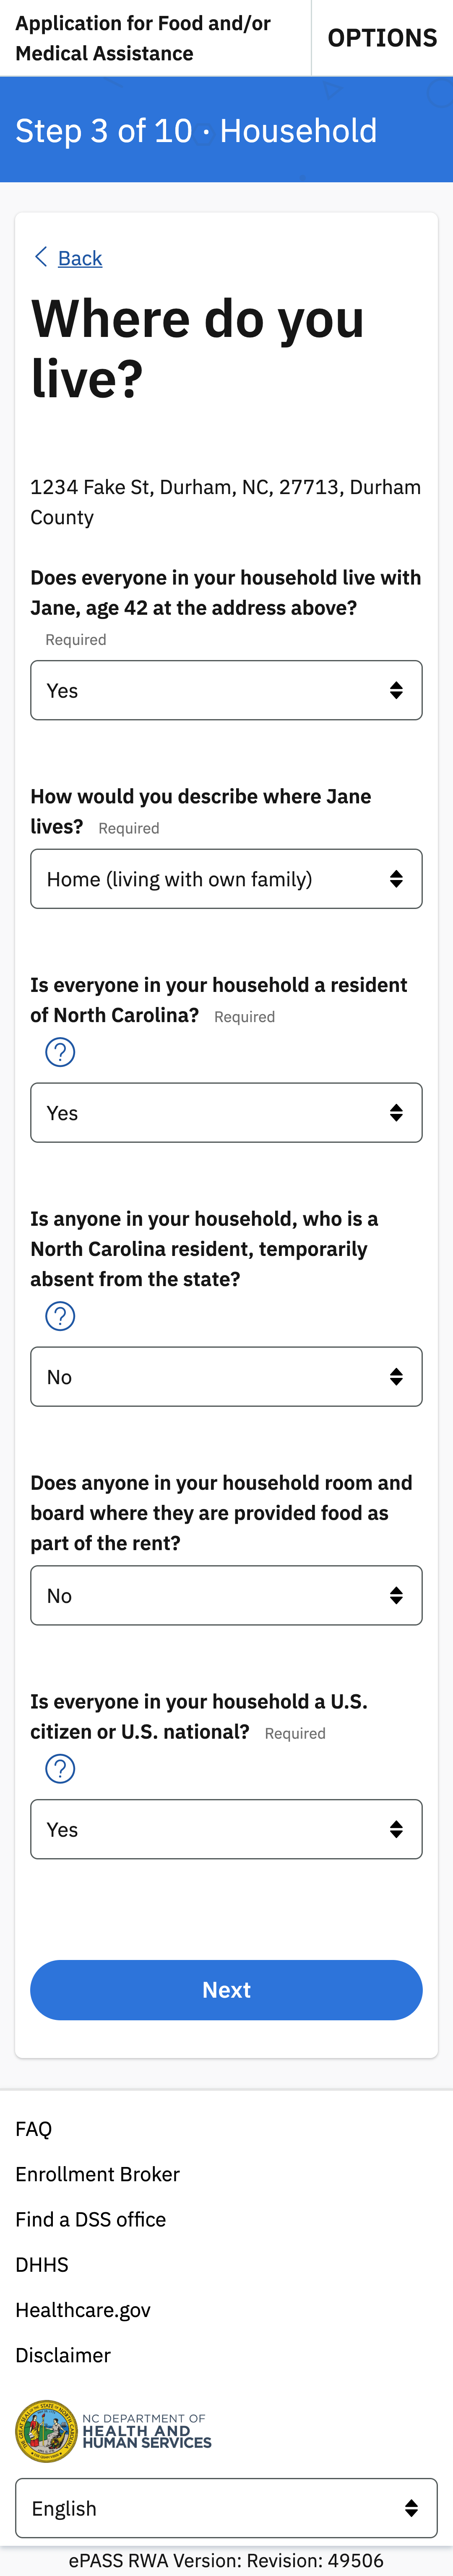 Application for Food and/or
Medical Assistance
OPTIONS
Step 3 of 10 · Household
Back
Where do you
live?
1234 Fake St, Durham, NC, 27713, Durham
County
Does everyone in your household live with
Jane, age 42 at the address above?
Required
Yes
How would you describe where Jane
lives? Required
Home (living with own family)
Is everyone in your household a resident
of North Carolina? Required
?
Yes
Is anyone in your household, who is a
North Carolina resident, temporarily
absent from the state?
?
No
Does anyone in your household room and
board where they are provided food as
part of the rent?
No
Is everyone in your household a U.S.
citizen or U.S. national? Required
?
Yes
Next
FAQ
Enrollment Broker
Find a DSS office
DHHS
Healthcare.gov
Disclaimer
NC DEPARTMENT OF
HEALTH AND
HUMAN SERVICES
English
ePASS RWA Version: Revision: 49506